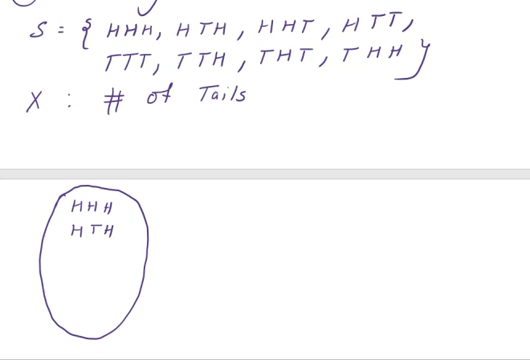 S = { HHH, HTH, HHT, HTT,
TTT, TTH, THT, THH }
X : # of Tails
HHH
HTH